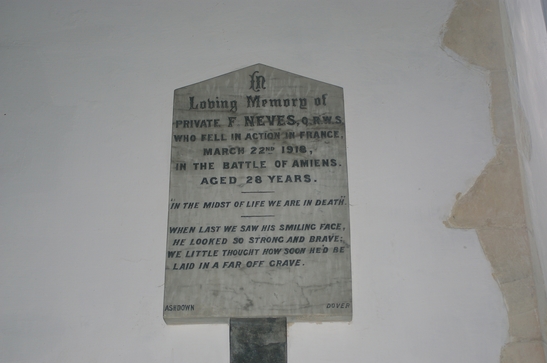 In
Loving Memory of
PRIVATE F. NEVES, Q.R.W.S.
WHO FELL IN ACTION IN FRANCE,
MARCH 22ND 1918,
IN THE BATTLE OF AMIENS.
AGED 28 YEARS.
"IN THE MIDST OF LIFE WE ARE IN DEATH"
WHEN LAST WE SAW HIS SMILING FACE,
HE LOOKED SO STRONG AND BRAVE:
WE LITTLE THOUGHT HOW SOON HE'D BE
LAID IN A FAR OFF GRAVE.
ASHDOWN DOVER